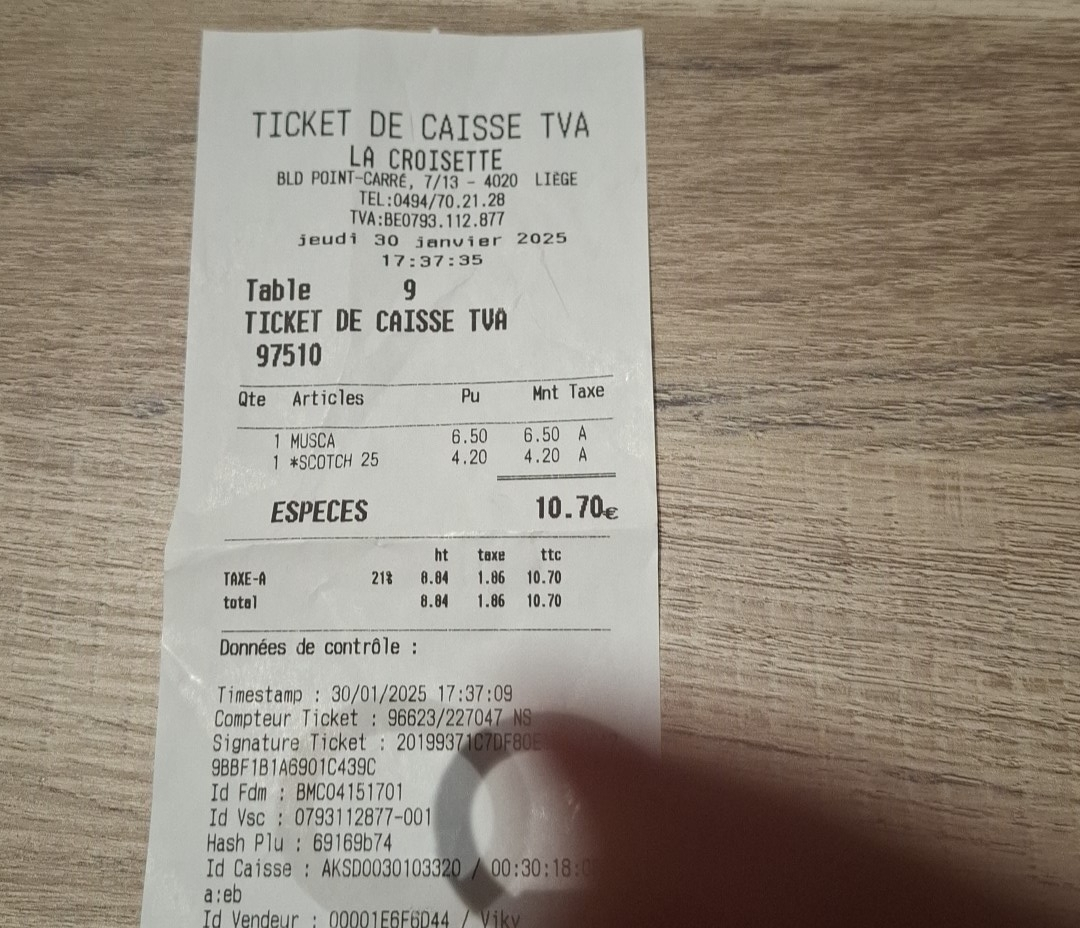 TICKET DE CAISSE TVA
LA CROISETTE
BLD POINT-CARRÉ, 7/13 - 4020 LIÈGE
TEL:0494/70.21.28
TVA:BE0793.112.877
jeudi 30 janvier 2025
17:37:35
Table 9
TICKET DE CAISSE TVA
97510
Qte Articles Pu Mnt Taxe
1 MUSCA 6.50 6.50 A
1 *SCOTCH 25 4.20 4.20 A
ESPECES 10.70€
ht taxe ttc
TAXE-A 21% 8.84 1.86 10.70
total 8.84 1.86 10.70
Données de contrôle :
Timestamp : 30/01/2025 17:37:09
Compteur Ticket : 96623/227047 NS
Signature Ticket :
9BBF1B1A6901C439C
Id Fdm : BMC04151701
Id Vsc : 0793112877-001
Hash Plu : 69169b74
Id Caisse : AKSD0030103320 /
a:eb
Id Vendeur : 00001E6F6D44 / Viky